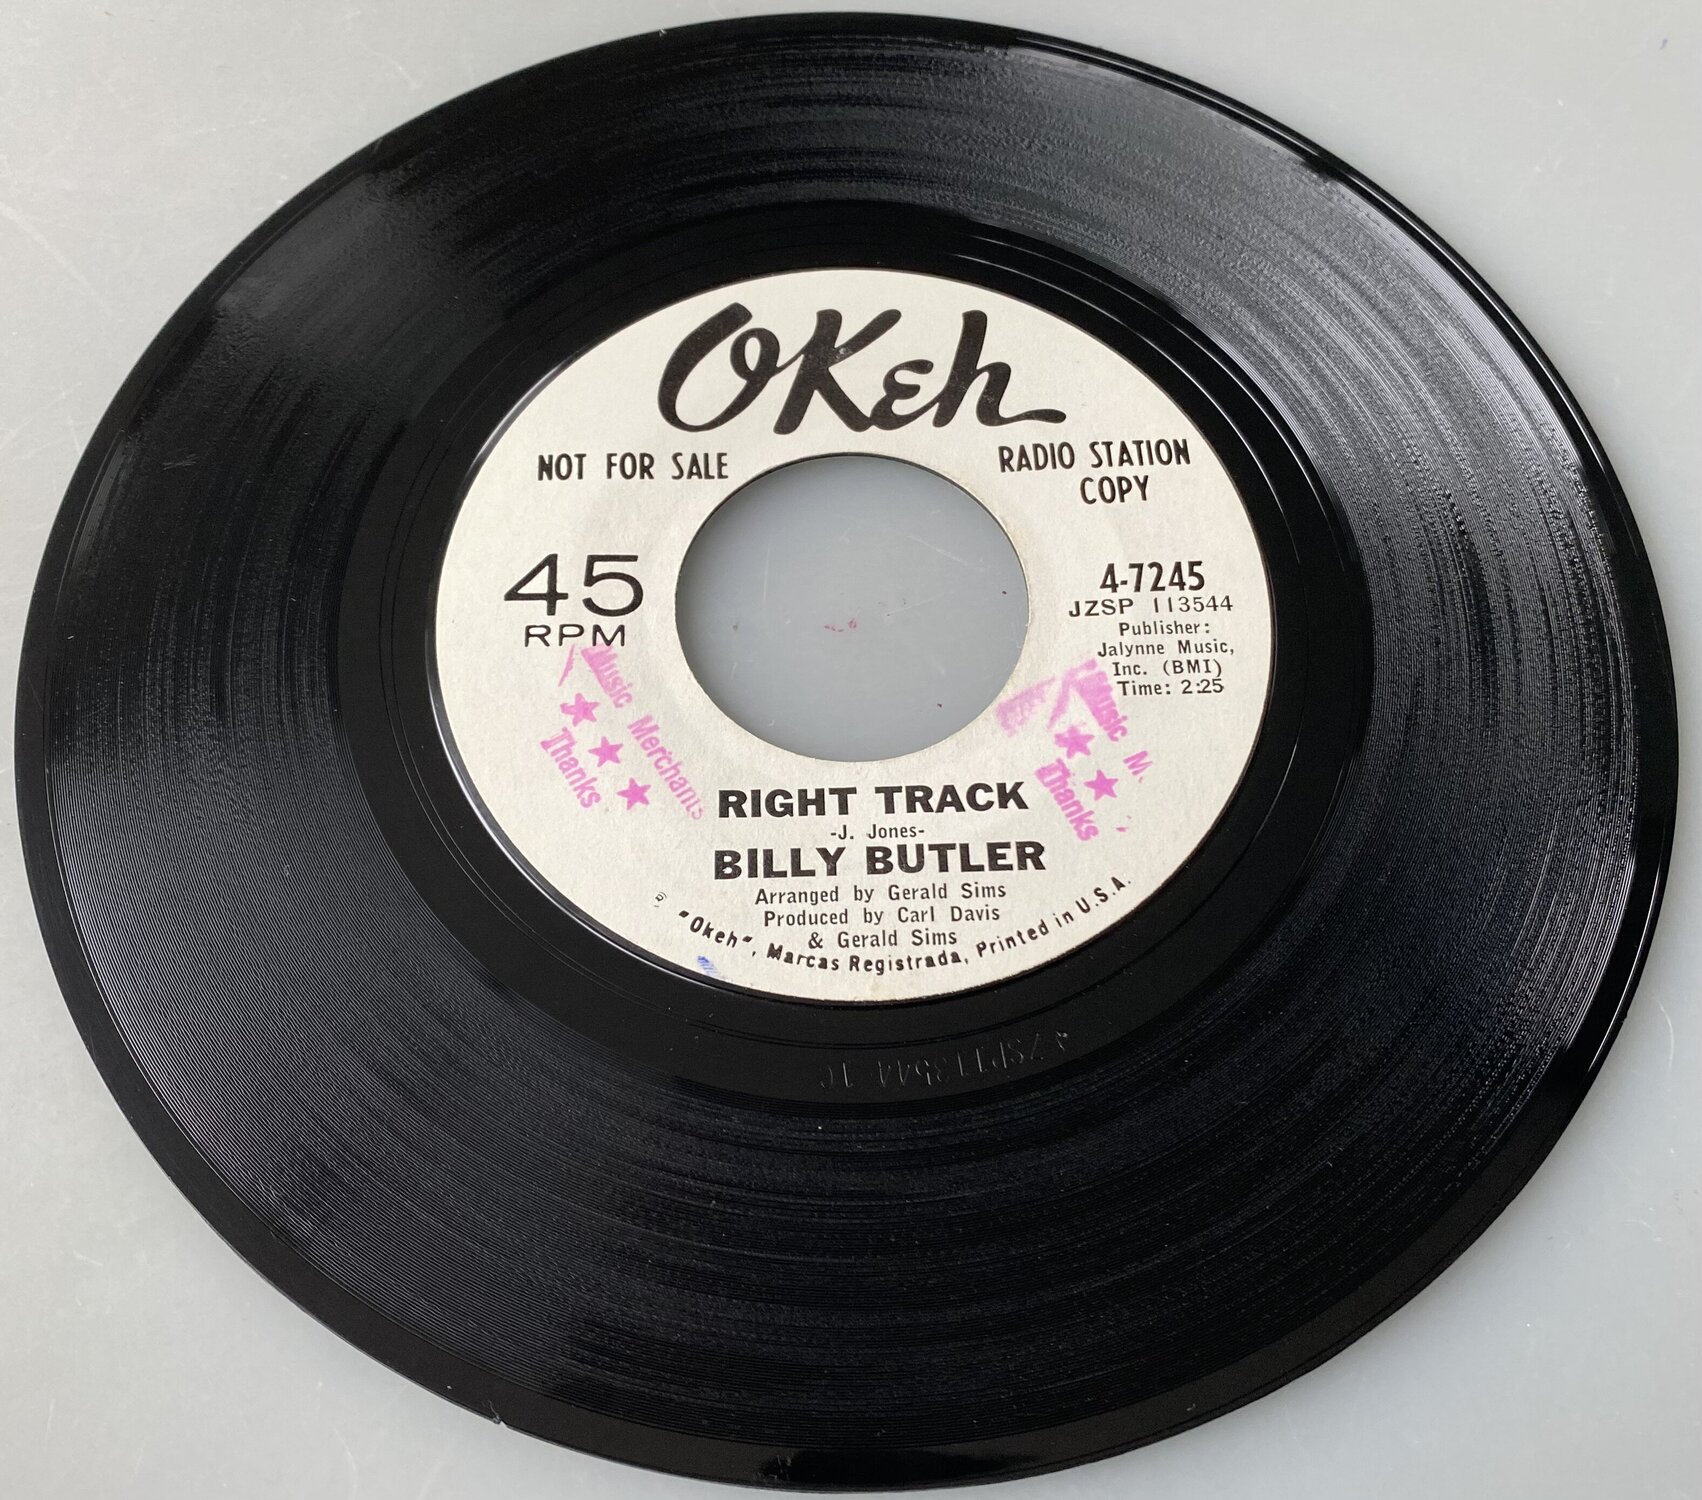 OKeh
NOT FOR SALE
RADIO STATION
COPY
45
RPM
4-7245
JZSP 113544
Publisher:
Jalynne Music,
Inc. (BMI)
Time: 2:25
Music Merchants
★ ★ ★
Thanks
Music M.
★ ★
Thanks
RIGHT TRACK
-J. Jones-
BILLY BUTLER
Arranged by Gerald Sims
Produced by Carl Davis
& Gerald Sims
"Okeh", Marcas Registrada, Printed in U.S.A.